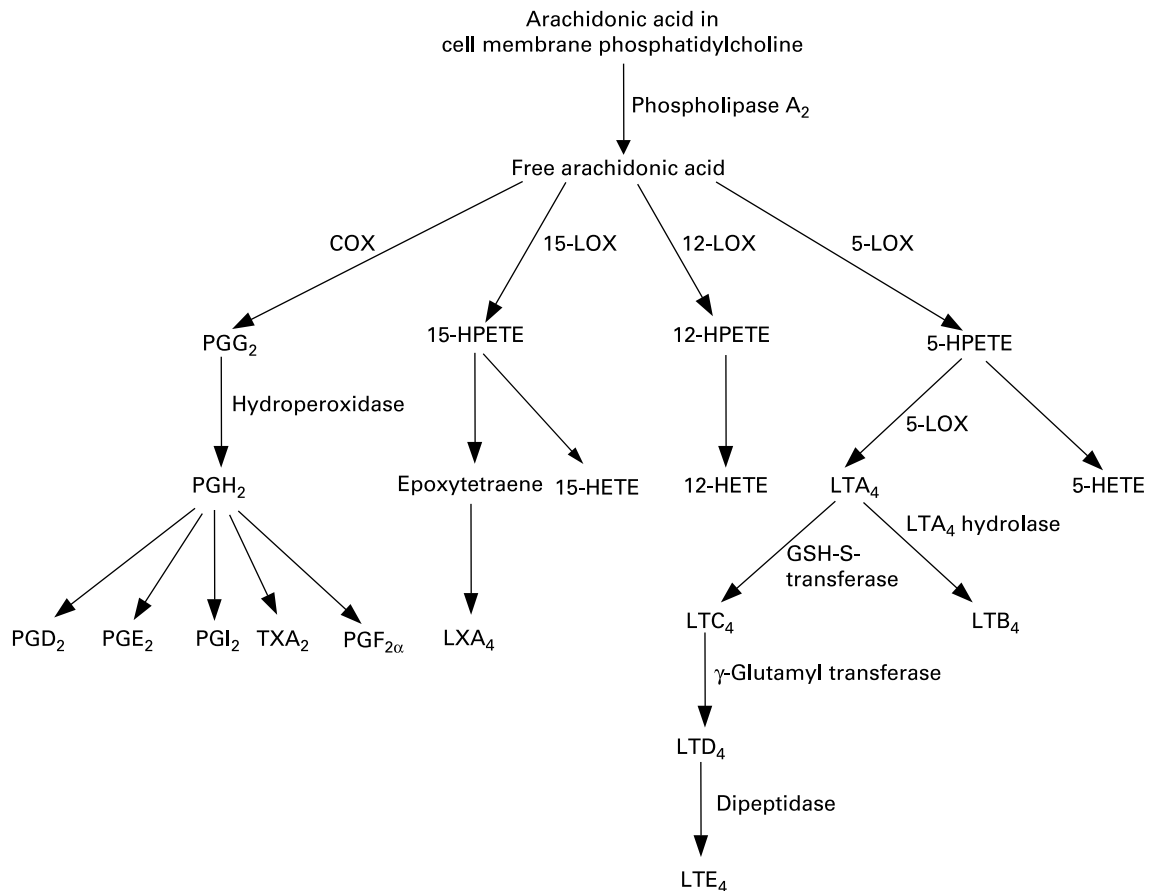 Arachidonic acid in
cell membrane phosphatidylcholine
Phospholipase A₂
Free arachidonic acid
COX
15-LOX
12-LOX
5-LOX
PGG₂
15-HPETE
12-HPETE
5-HPETE
Hydroperoxidase
5-LOX
PGH₂
Epoxytetraene
15-HETE
12-HETE
LTA₄
5-HETE
LTA₄ hydrolase
GSH-S-
transferase
PGD₂
PGE₂
PGI₂
TXA₂
PGF₂α
LXA₄
LTC₄
LTB₄
γ-Glutamyl transferase
LTD₄
Dipeptidase
LTE₄